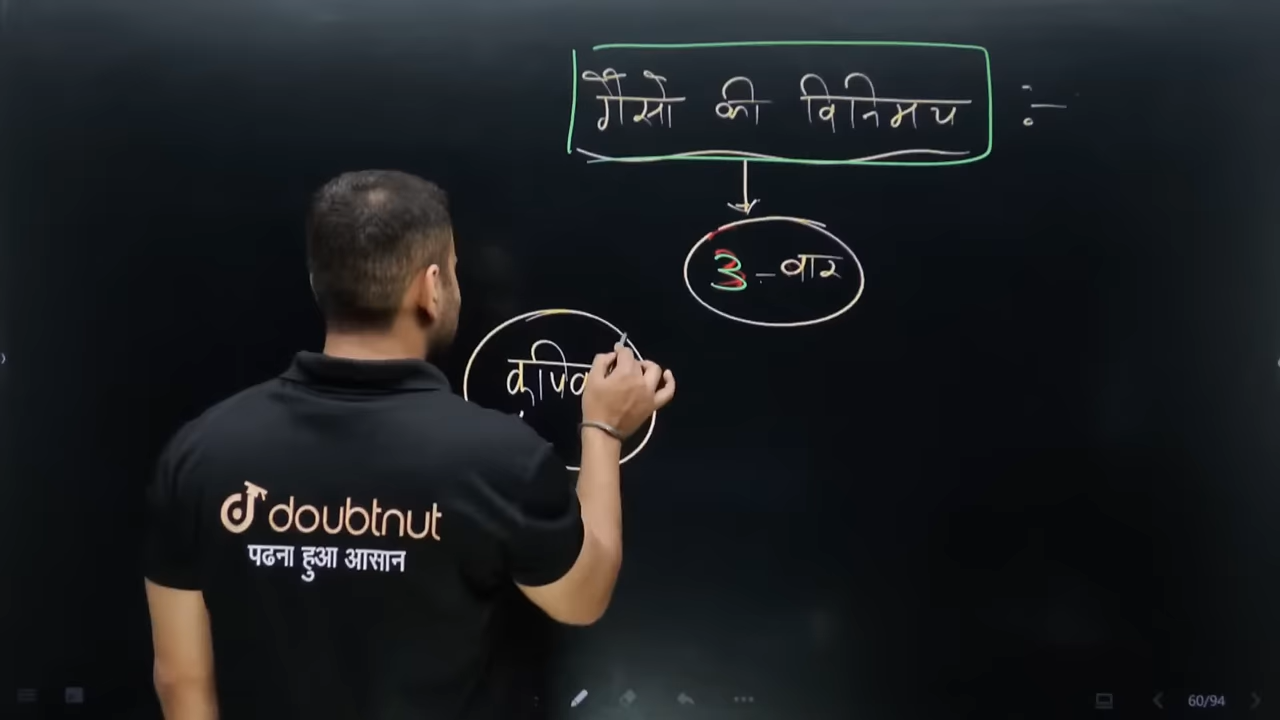 गैसो की विनिमय :-
3 - बार
doubtnut
पढना हुआ आसान
60/94